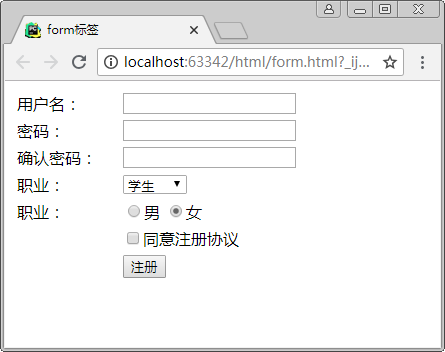 form标签
localhost:63342/html/form.html?_ij...
用户名：
密码：
确认密码：
职业： 学生
职业： 男 女
同意注册协议
注册